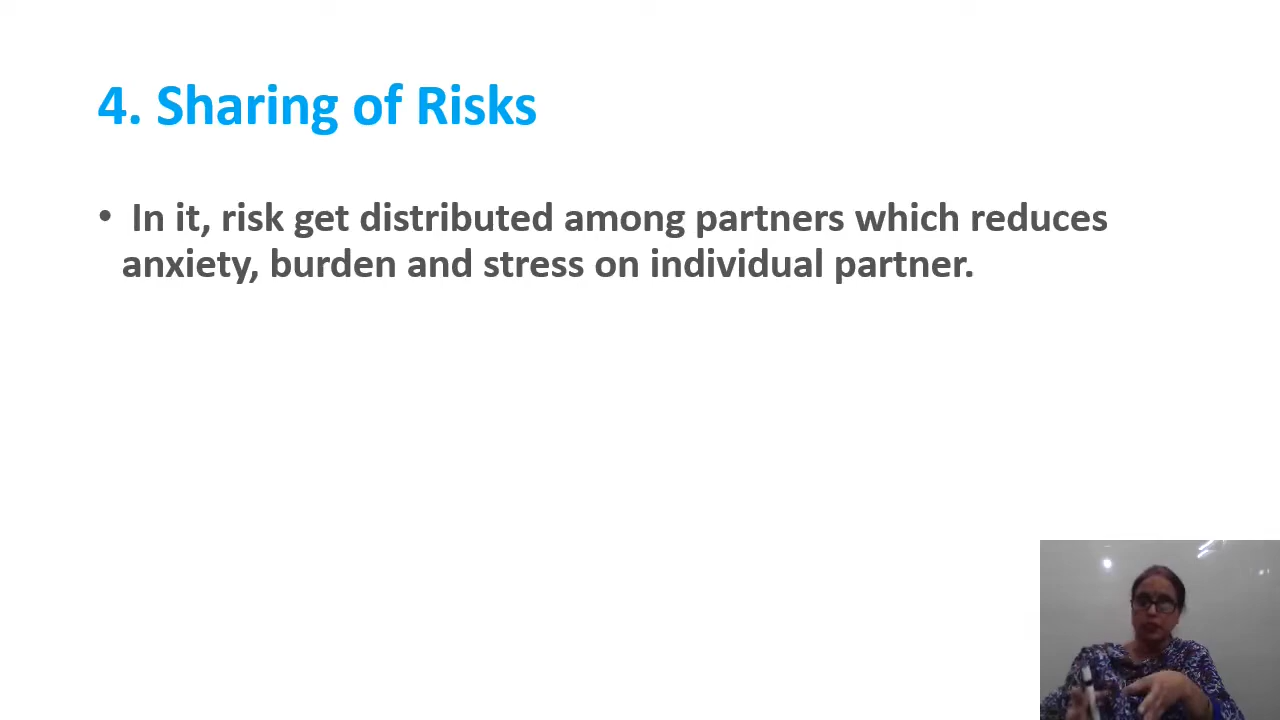 4. Sharing of Risks
• In it, risk get distributed among partners which reduces
anxiety, burden and stress on individual partner.